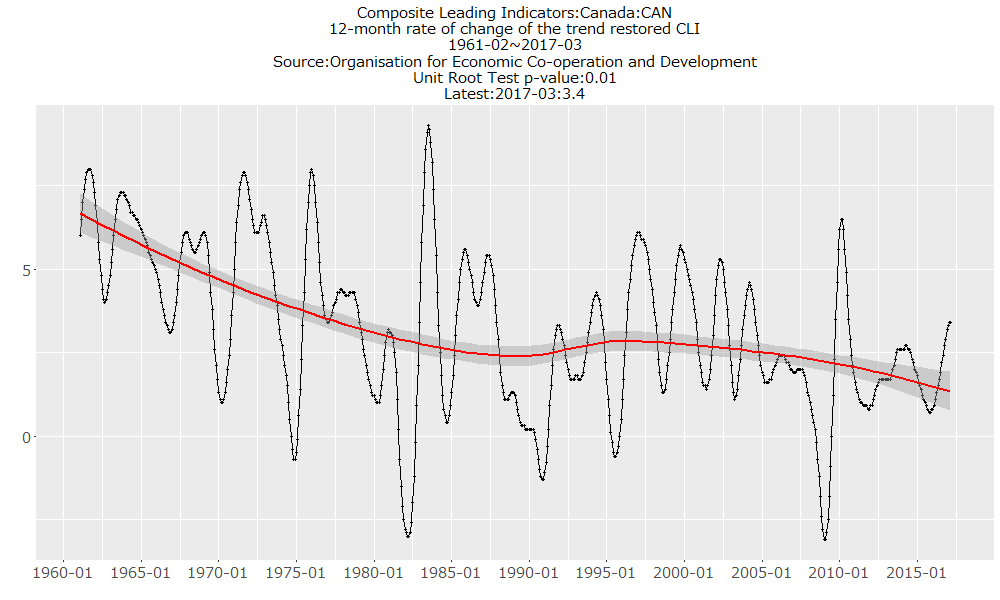 Composite Leading Indicators:Canada:CAN
12-month rate of change of the trend restored CLI
1961-02~2017-03
Source:Organisation for Economic Co-operation and Development
Unit Root Test p-value:0.01
Latest:2017-03:3.4
5
0
1960-01 1965-01 1970-01 1975-01 1980-01 1985-01 1990-01 1995-01 2000-01 2005-01 2010-01 2015-01